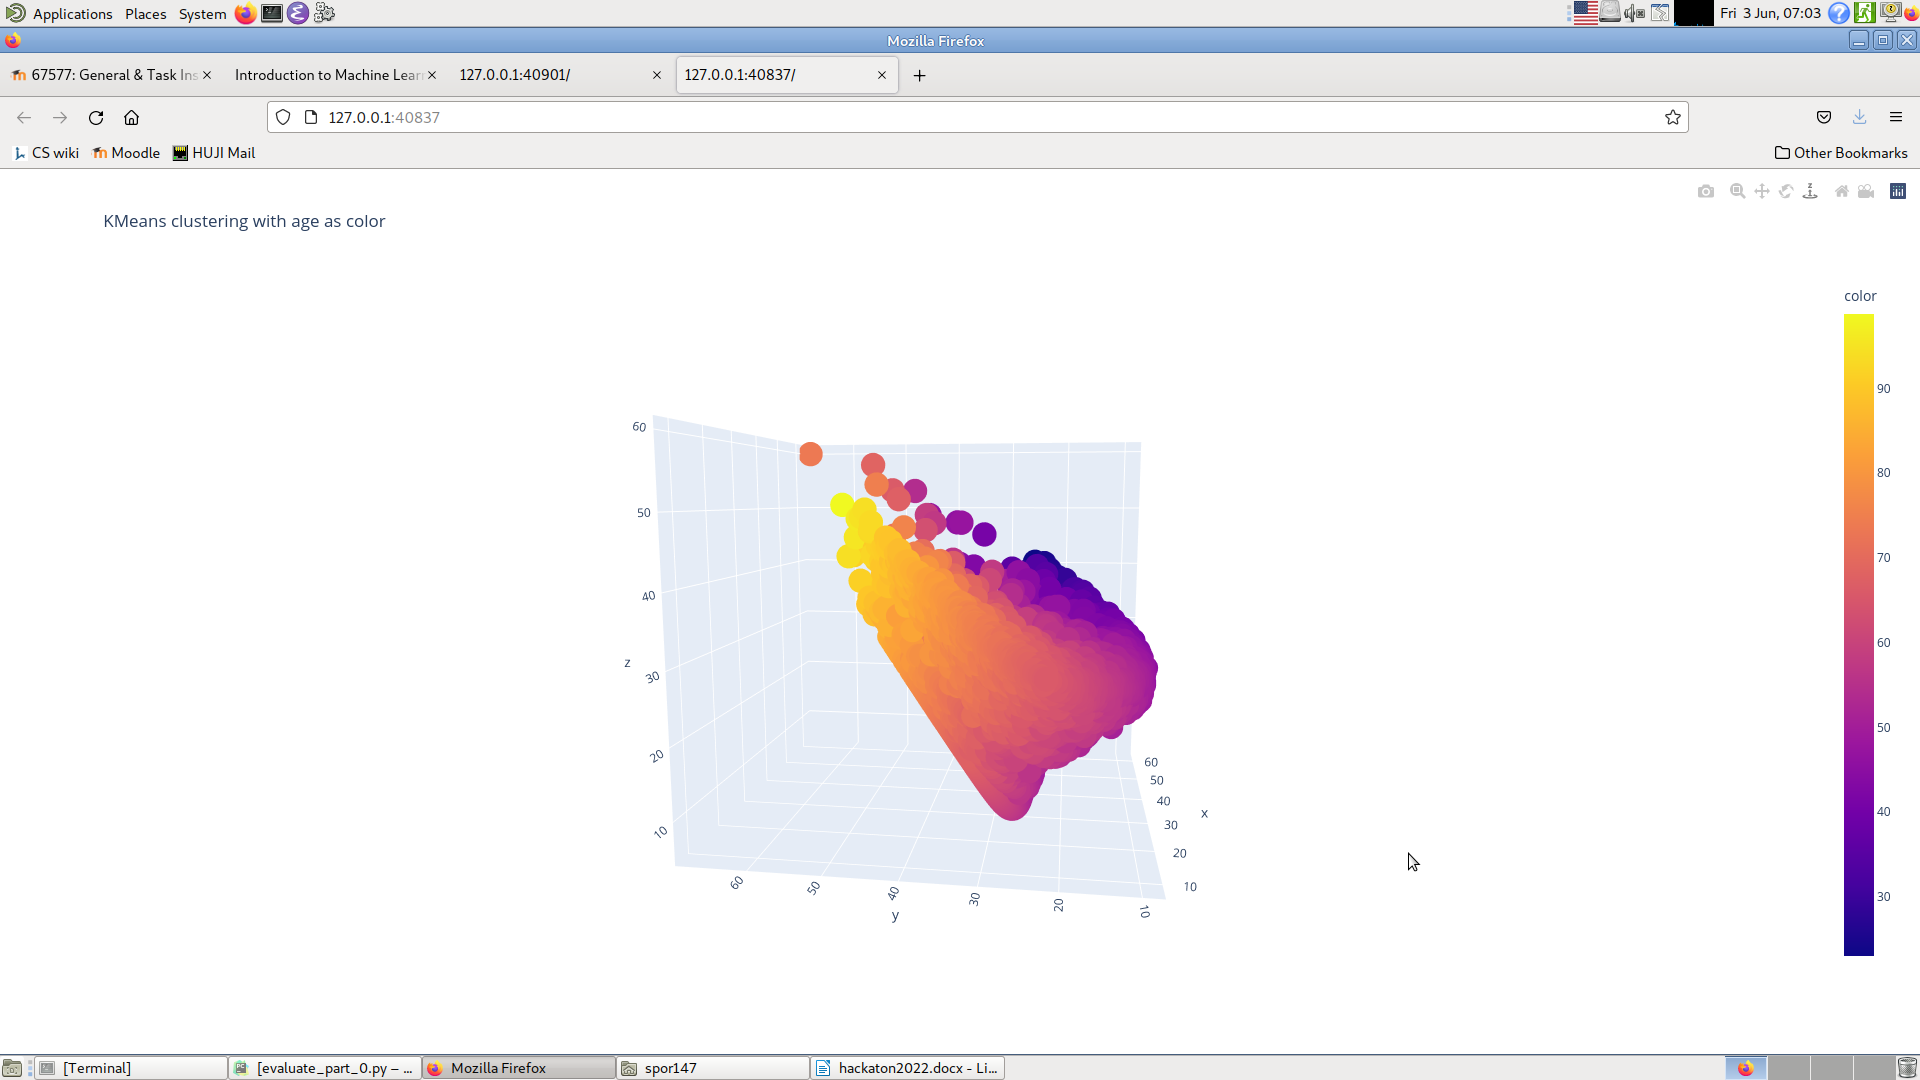 Applications Places System Fri 3 Jun, 07:03
Mozilla Firefox
67577: General & Task Ins Introduction to Machine Lear 127.0.0.1:40901/ 127.0.0.1:40837/
127.0.0.1:40837
CS wiki Moodle HUJI Mail Other Bookmarks
KMeans clustering with age as color
color
90
80
70
60
50
40
30
60
50
40
30
20
10
z
60
50
40
30
20
10
y
60
50
40
30
20
10
x
[Terminal] [evaluate_part_0.py – ... Mozilla Firefox spor147 hackaton2022.docx - Li...